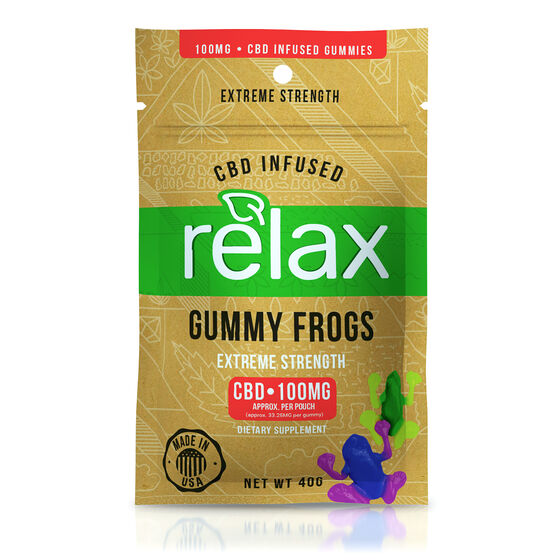 100MG • CBD INFUSED GUMMIES
EXTREME STRENGTH
CBD INFUSED
relax
GUMMY FROGS
EXTREME STRENGTH
CBD • 100MG
APPROX. PER POUCH
(approx. 33.25MG per gummy)
DIETARY SUPPLEMENT
MADE IN
USA
NET WT 40G